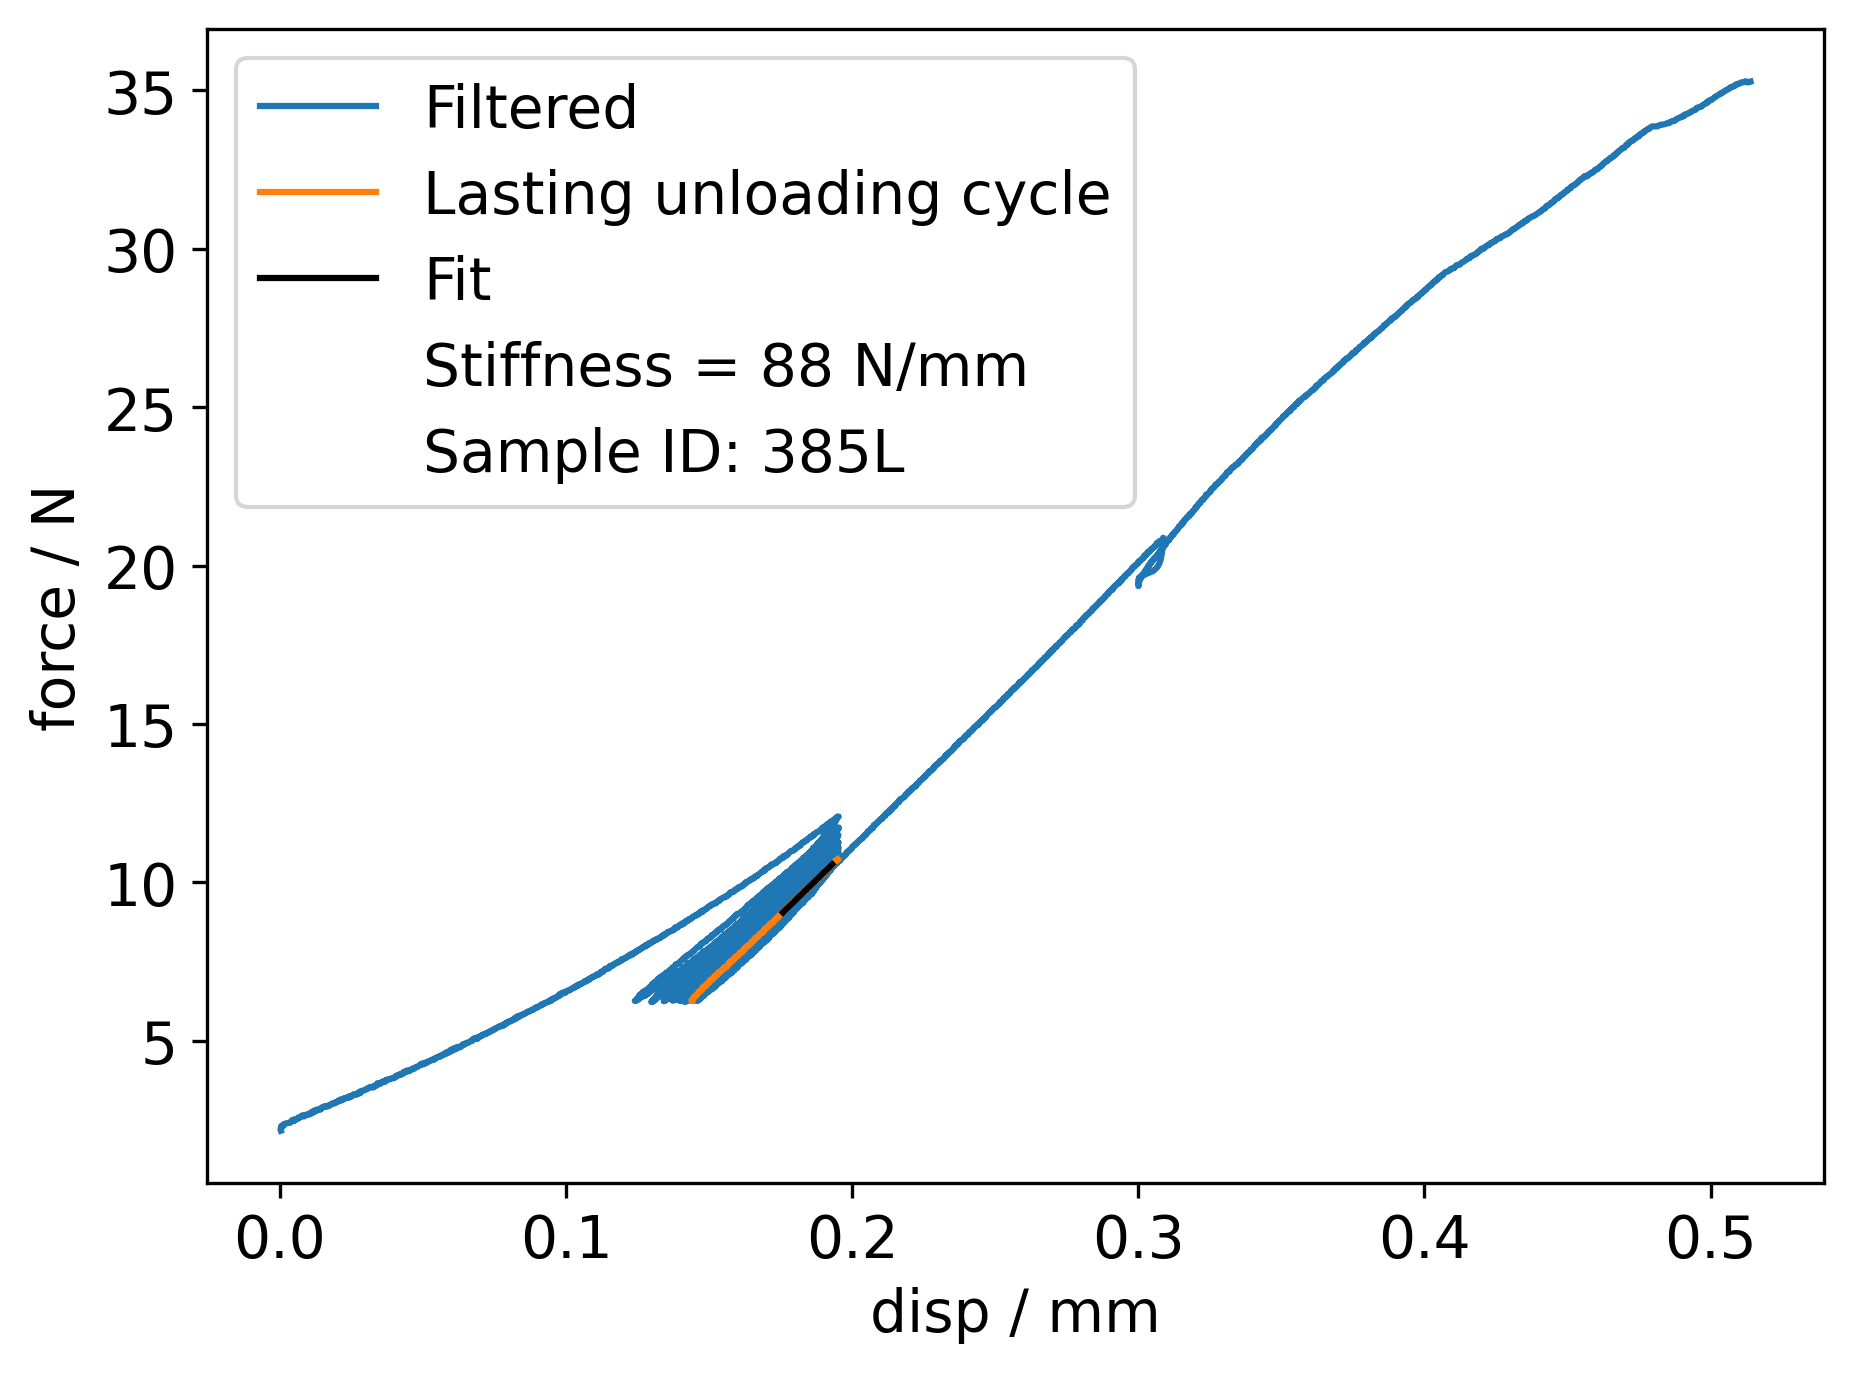 35
30
25
20
15
10
5
force / N
Filtered
Lasting unloading cycle
Fit
Stiffness = 88 N/mm
Sample ID: 385L
0.0 0.1 0.2 0.3 0.4 0.5
disp / mm